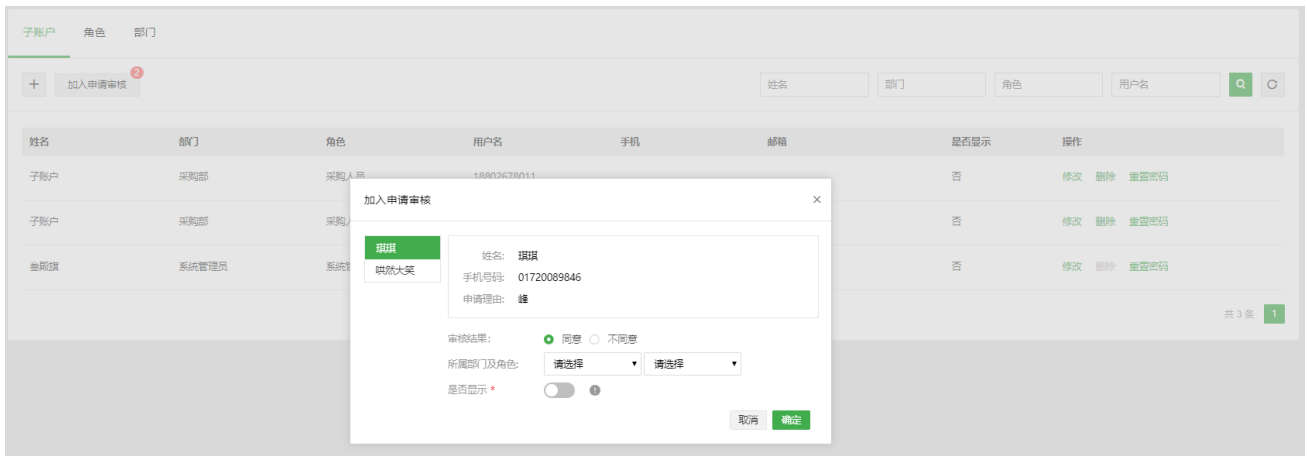 子账户 角色 部门
加入申请审核 2 姓名 部门 角色 用户名
姓名 部门 角色 用户名 手机 邮箱 是否显示 操作
子账户 采购部 采购人员 18802678011 否 修改 删除 重置密码
加入申请审核
子账户 采购部 采购 否 修改 删除 重置密码
琪琪
姓名: 琪琪
叁殿旗 系统管理员 系统 否 修改 删除 重置密码
哄然大笑
手机号码: 01720089846
申请理由: 峰
共 3 条 1
审核结果: 同意 不同意
所属部门及角色: 请选择 请选择
是否显示 *
取消 确定